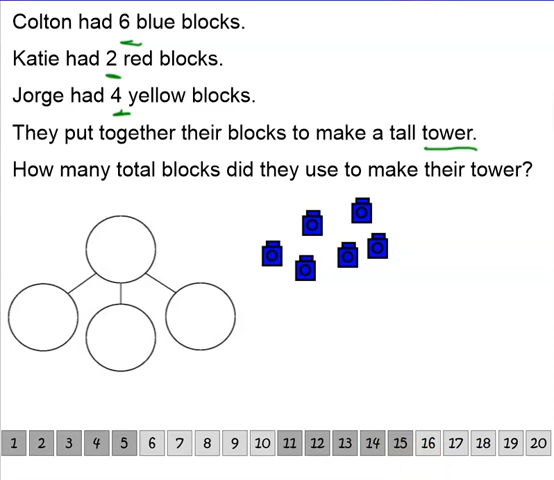 Colton had 6 blue blocks.
Katie had 2 red blocks.
Jorge had 4 yellow blocks.
They put together their blocks to make a tall tower.
How many total blocks did they use to make their tower?
1 2 3 4 5 6 7 8 9 10 11 12 13 14 15 16 17 18 19 20